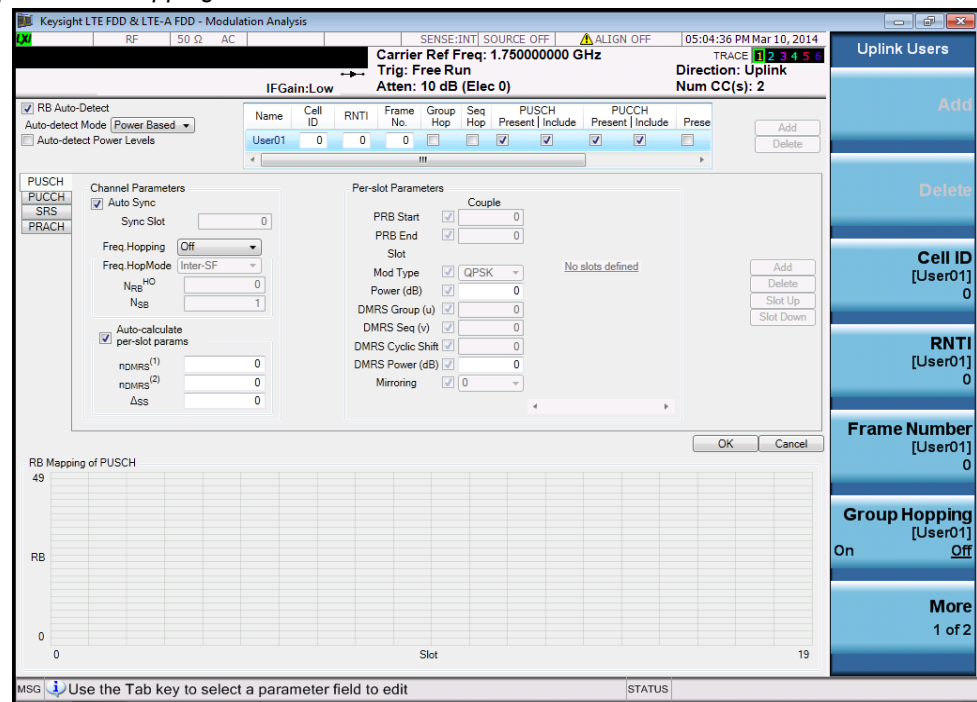 Keysight LTE FDD & LTE-A FDD - Modulation Analysis
LXI RF 50 Ω AC SENSE:INT SOURCE OFF ALIGN OFF 05:04:36 PM Mar 10, 2014
Carrier Ref Freq: 1.750000000 GHz TRACE 1 2 3 4 5 6
Trig: Free Run Direction: Uplink
IFGain:Low Atten: 10 dB (Elec 0) Num CC(s): 2
RB Auto-Detect
Auto-detect Mode Power Based
Auto-detect Power Levels
Name Cell ID RNTI Frame No. Group Hop Seq Hop PUSCH Present | Include PUCCH Present | Include Prese
User01 0 0 0
Add
Delete
PUSCH
PUCCH
SRS
PRACH
Channel Parameters
Auto Sync
Sync Slot 0
Freq.Hopping Off
Freq.HopMode Inter-SF
NRB HO 0
NSB 1
Auto-calculate
per-slot params
nDMRS(1) 0
nDMRS(2) 0
Δss 0
Per-slot Parameters
Couple
PRB Start 0
PRB End 0
Slot
Mod Type QPSK
Power (dB) 0
DMRS Group (u) 0
DMRS Seq (v) 0
DMRS Cyclic Shift 0
DMRS Power (dB) 0
Mirroring 0
No slots defined
Add
Delete
Slot Up
Slot Down
OK Cancel
RB Mapping of PUSCH
49
RB
0
0 Slot 19
MSG Use the Tab key to select a parameter field to edit STATUS
Uplink Users
Add
Delete
Cell ID
[User01]
0
RNTI
[User01]
0
Frame Number
[User01]
0
Group Hopping
[User01]
On Off
More
1 of 2